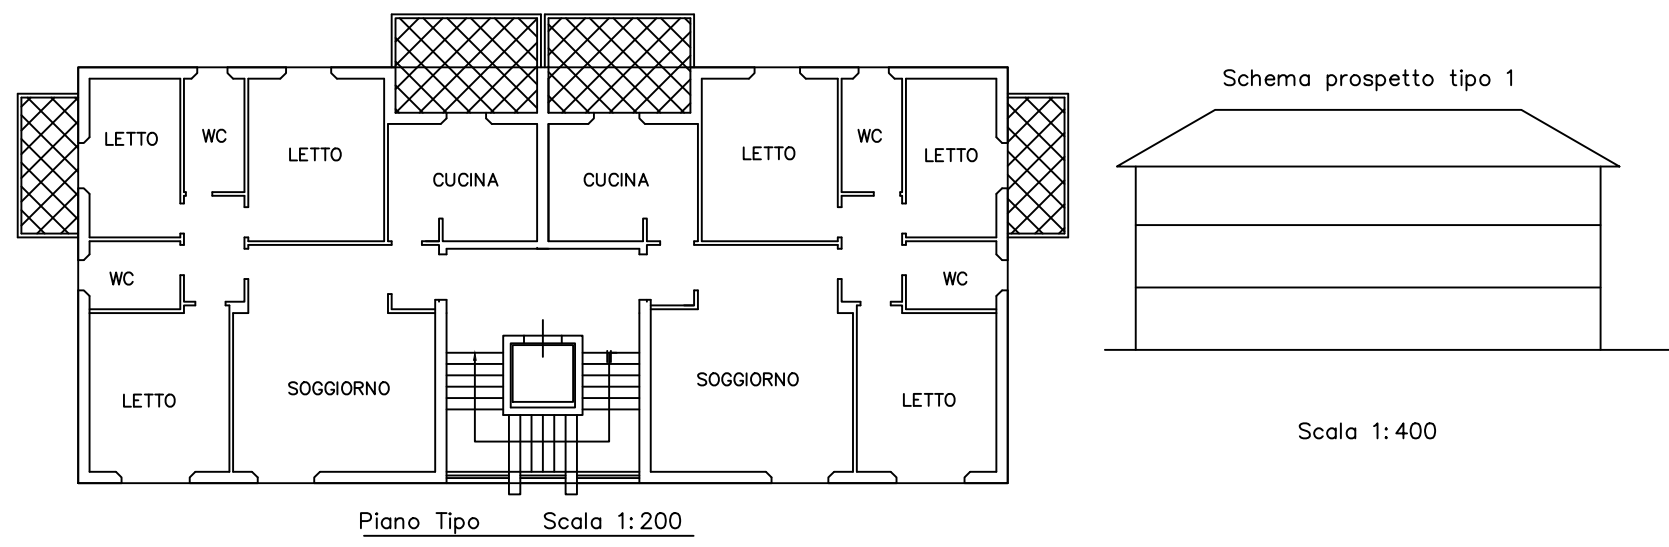 LETTO
WC
LETTO
CUCINA
CUCINA
LETTO
WC
LETTO
WC
WC
LETTO
SOGGIORNO
SOGGIORNO
LETTO
Piano Tipo Scala 1:200
Schema prospetto tipo 1
Scala 1:400